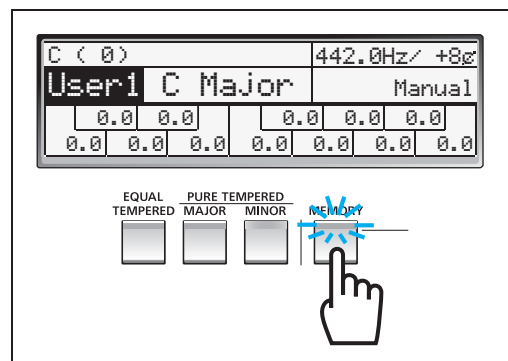 C ( 0) 442.0Hz/ +8¢
User1 C Major Manual
0.0 0.0 0.0 0.0 0.0
0.0 0.0 0.0 0.0 0.0 0.0 0.0
EQUAL TEMPERED PURE TEMPERED
MAJOR MINOR MEMORY